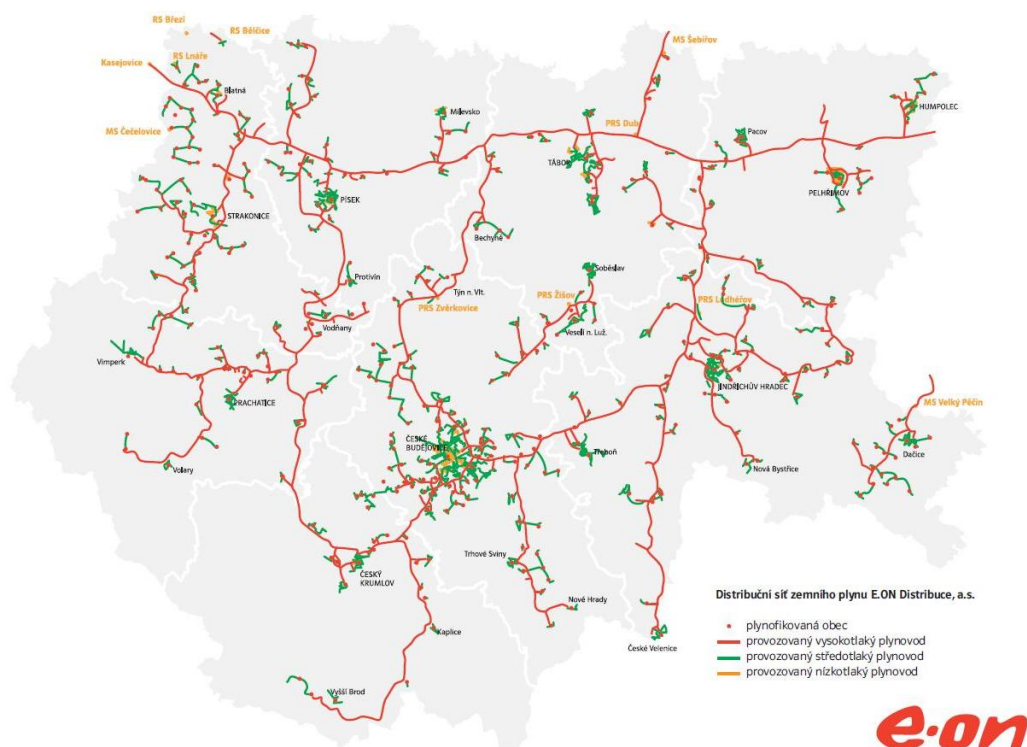 RS Březí
RS Bělčice
MS Šebířov
Kasejovice
RS Lnáře
Blatná
HUMPOLEC
Milevsko
MS Čečelovice
PRS Dub
Pacov
TÁBOR
PELHŘIMOV
PÍSEK
STRAKONICE
Bechyně
Soběslav
Protivín
Týn n. Vlt.
PRS Zvěrkovice
PRS Žíšov
PRS Lodhéřov
Vodňany
Veselí n. Luž.
Vimperk
JINDŘICHŮV HRADEC
PRACHATICE
MS Velký Pěčín
ČESKÉ
BUDĚJOVICE
Třeboň
Dačice
Volary
Nová Bystřice
Trhové Sviny
ČESKÝ
KRUMLOV
Nové Hrady
Kaplice
České Velenice
Vyšší Brod
Distribuční síť zemního plynu E.ON Distribuce, a.s.
plynofikovaná obec
provozovaný vysokotlaký plynovod
provozovaný středotlaký plynovod
provozovaný nízkotlaký plynovod
e·on